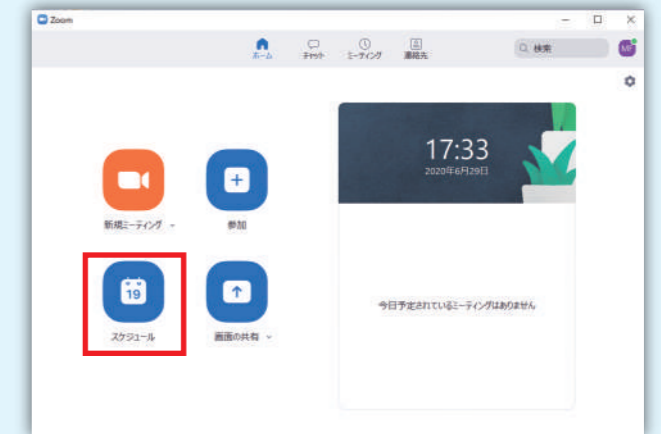 Zoom
ホーム
チャット
ミーティング
連絡先
検索
MF
17:33
2020年6月29日
新規ミーティング
参加
19
スケジュール
画面の共有
今日予定されているミーティングはありません